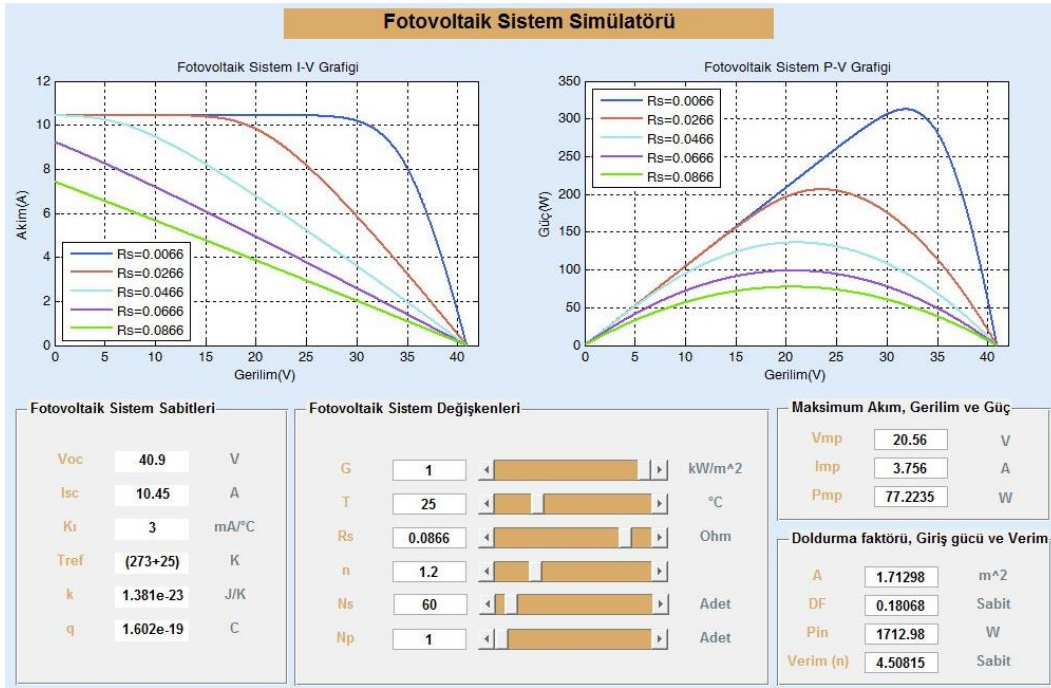 Fotovoltaik Sistem Simülatörü
Fotovoltaik Sistem I-V Grafigi
12
10
8
6
4
2
0
Akim(A)
Rs=0.0066
Rs=0.0266
Rs=0.0466
Rs=0.0666
Rs=0.0866
0 5 10 15 20 25 30 35 40
Gerilim(V)
Fotovoltaik Sistem P-V Grafigi
350
300
250
200
150
100
50
0
Güç(W)
Rs=0.0066
Rs=0.0266
Rs=0.0466
Rs=0.0666
Rs=0.0866
0 5 10 15 20 25 30 35 40
Gerilim(V)
Fotovoltaik Sistem Sabitleri
Voc 40.9 V
Isc 10.45 A
Kı 3 mA/°C
Tref (273+25) K
k 1.381e-23 J/K
q 1.602e-19 C
Fotovoltaik Sistem Değişkenleri
G 1 kW/m^2
T 25 °C
Rs 0.0866 Ohm
n 1.2
Ns 60 Adet
Np 1 Adet
Maksimum Akım, Gerilim ve Güç
Vmp 20.56 V
Imp 3.756 A
Pmp 77.2235 W
Doldurma faktörü, Giriş gücü ve Verim
A 1.71298 m^2
DF 0.18068 Sabit
Pin 1712.98 W
Verim (n) 4.50815 Sabit